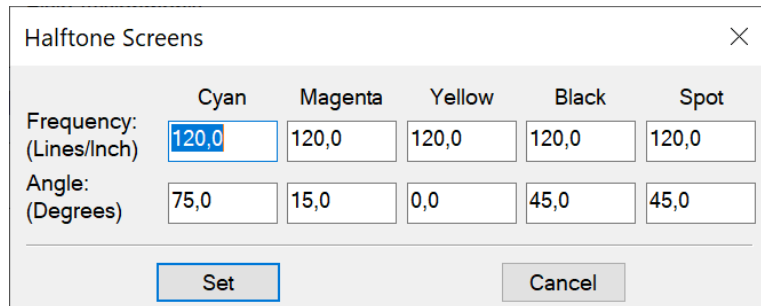 Halftone Screens
Cyan Magenta Yellow Black Spot
Frequency:
(Lines/Inch) 120,0 120,0 120,0 120,0 120,0
Angle:
(Degrees) 75,0 15,0 0,0 45,0 45,0
Set Cancel